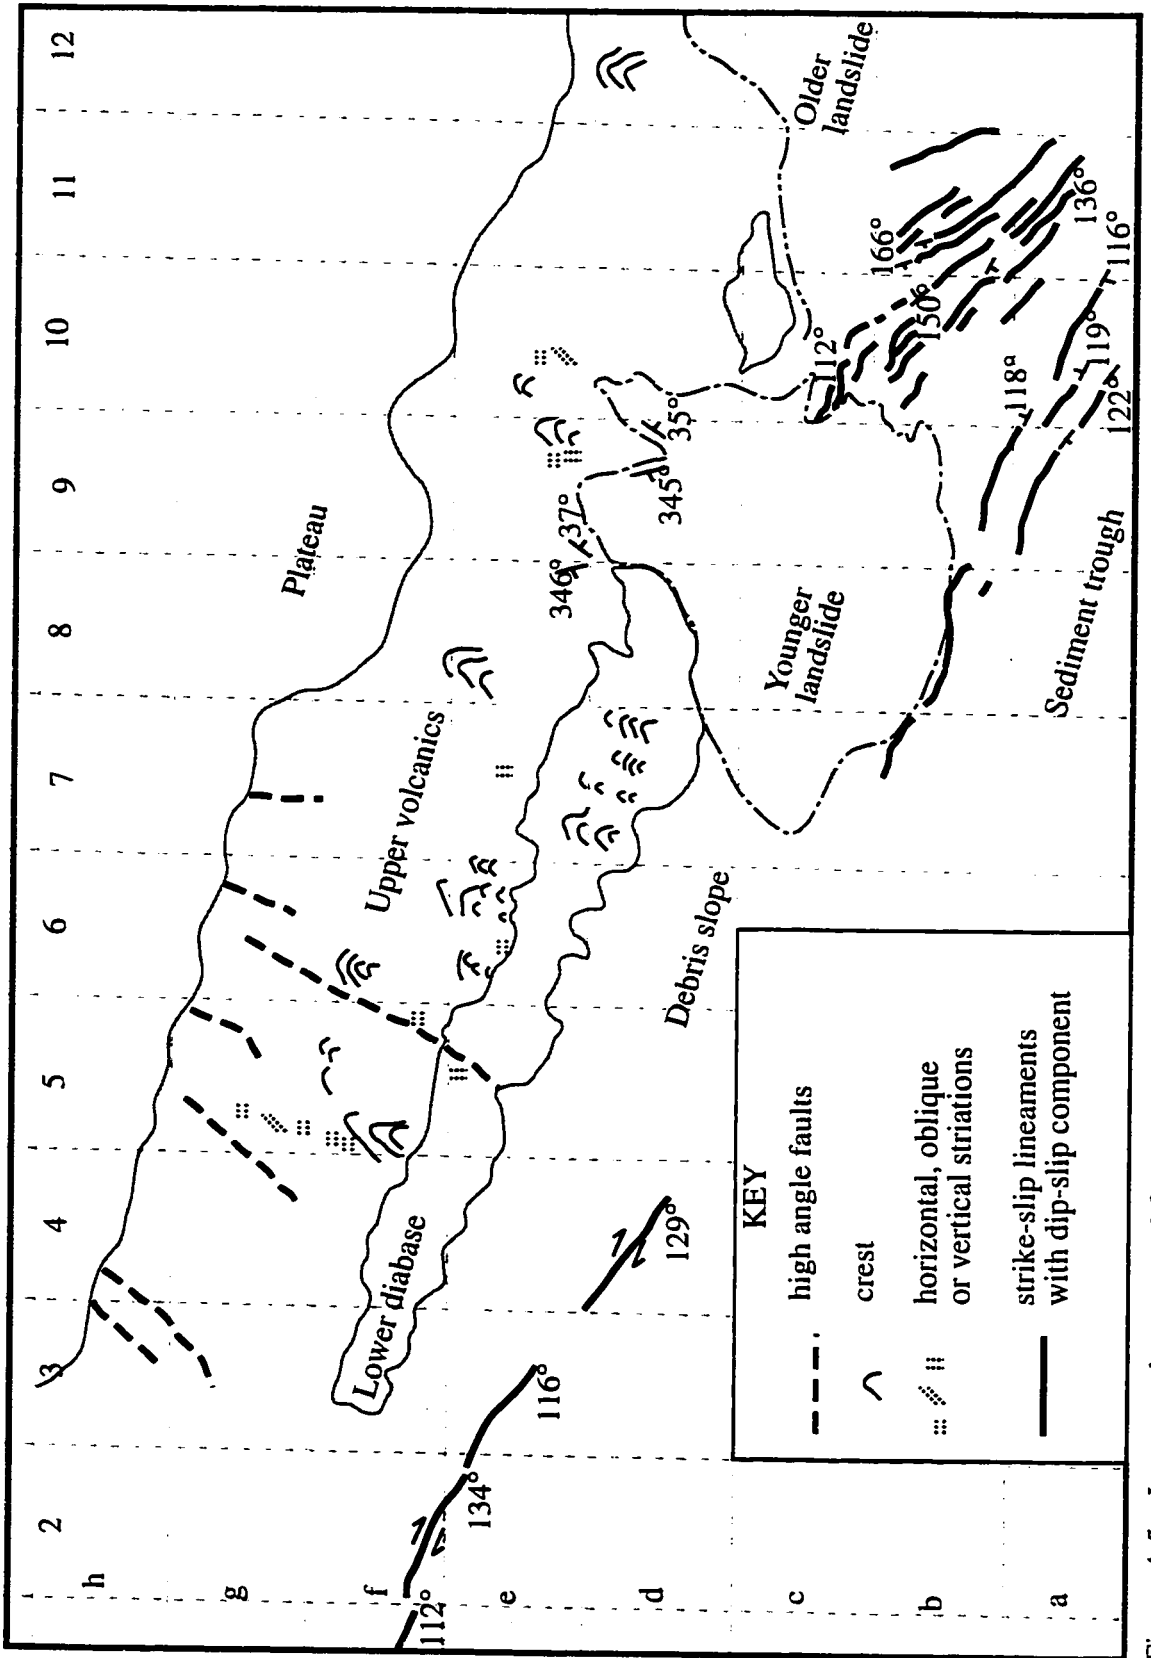 2 3 4 5 6 7 8 9 10 11 12
h
g
f
e
d
c
b
a
Plateau
Upper volcanics
Lower diabase
Debris slope
Younger
landslide
Older
landslide
Sediment trough
112°
134°
116°
129°
346°
37°
345°
35°
112°
150°
166°
136°
116°
118°
119°
122°
KEY
high angle faults
crest
horizontal, oblique
or vertical striations
strike-slip lineaments
with dip-slip component